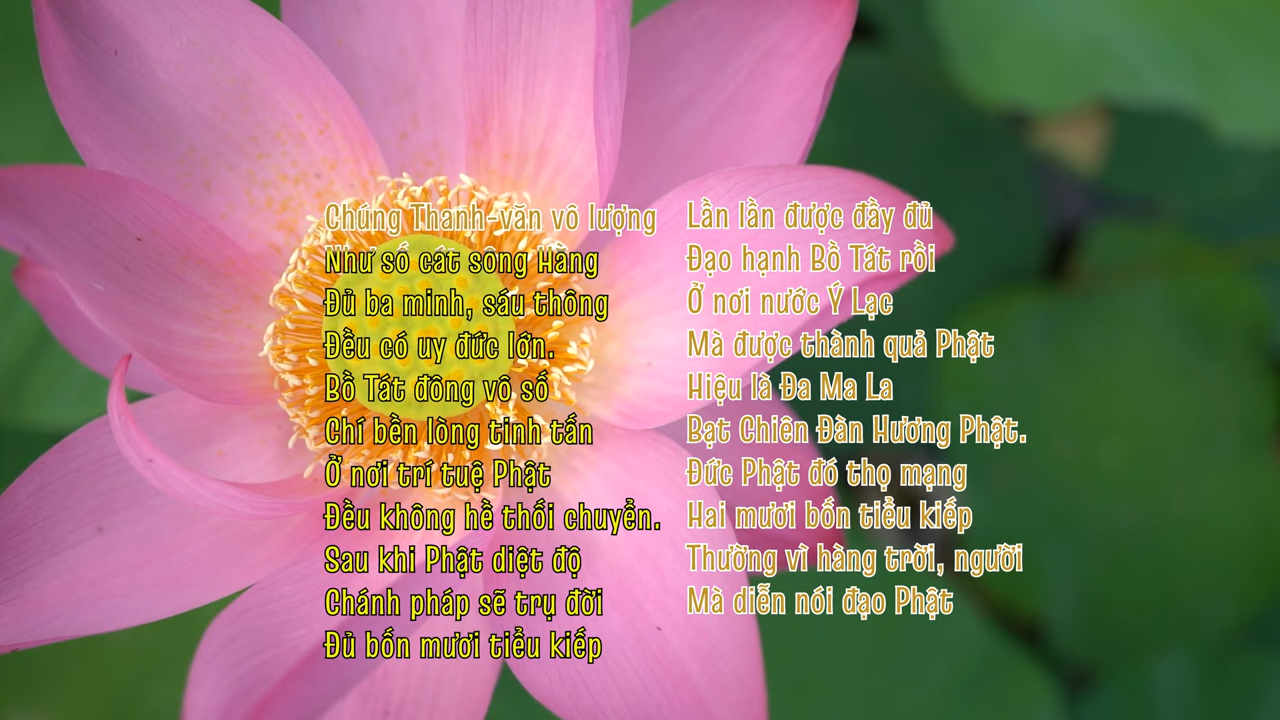 Chúng Thanh-văn vô lượng
Như số cát sông Hằng
Đủ ba minh, sáu thông
Đều có uy đức lớn.
Bồ Tát đông vô số
Chí bền lòng tinh tấn
Ở nơi trí tuệ Phật
Đều không hề thối chuyển.
Sau khi Phật diệt độ
Chánh pháp sẽ trụ đời
Đủ bốn mươi tiểu kiếp
Lần lần được đầy đủ
Đạo hạnh Bồ Tát rồi
Ở nơi nước Ý Lạc
Mà được thành quả Phật
Hiệu là Đa Ma La
Bạt Chiên Đàn Hương Phật.
Đức Phật đó thọ mạng
Hai mươi bốn tiểu kiếp
Thường vì hàng trời, người
Mà diễn nói đạo Phật